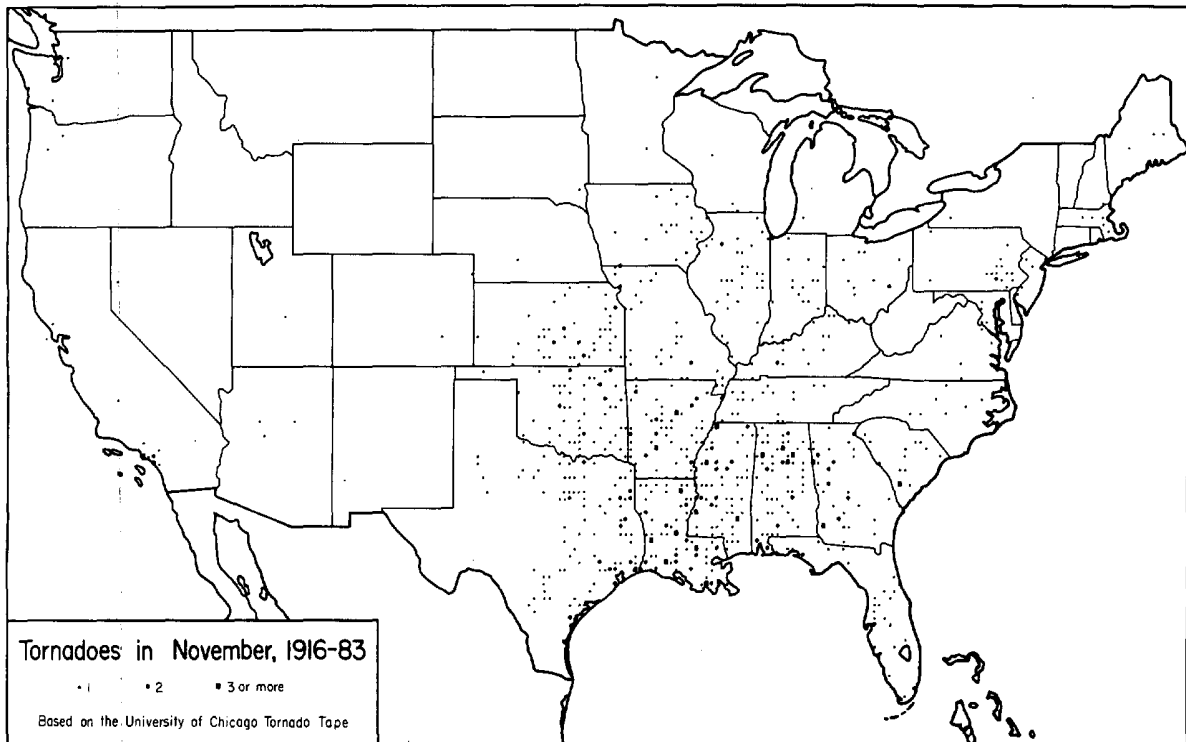 Tornadoes in November, 1916-83
1 2 3 or more
Based on the University of Chicago Tornado Tape